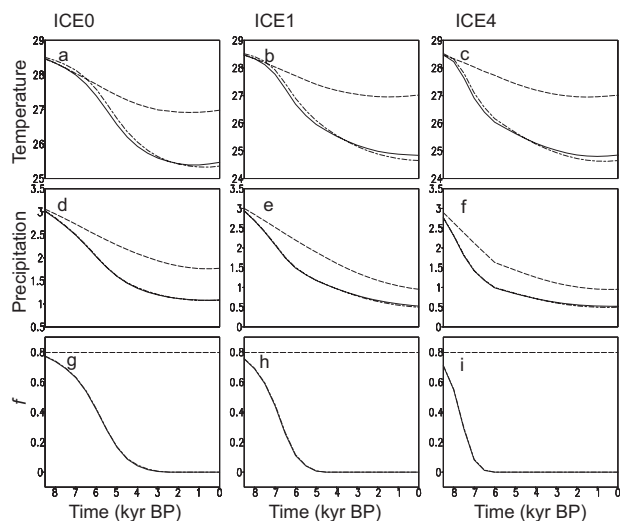 ICE0 ICE1 ICE4
Temperature
29 28 27 26 25
a
29 28 27 26 25 24
b
29 28 27 26 25 24
c
Precipitation
3.5 3 2.5 2 1.5 1 0.5
d
3.5 3 2.5 2 1.5 1 0.5 0
e
3.5 3 2.5 2 1.5 1 0.5 0
f
f
0.8 0.6 0.4 0.2 0
g
0.8 0.6 0.4 0.2 0
h
0.8 0.6 0.4 0.2 0
i
8 7 6 5 4 3 2 1 0
8 7 6 5 4 3 2 1 0
8 7 6 5 4 3 2 1 0
Time (kyr BP) Time (kyr BP) Time (kyr BP)